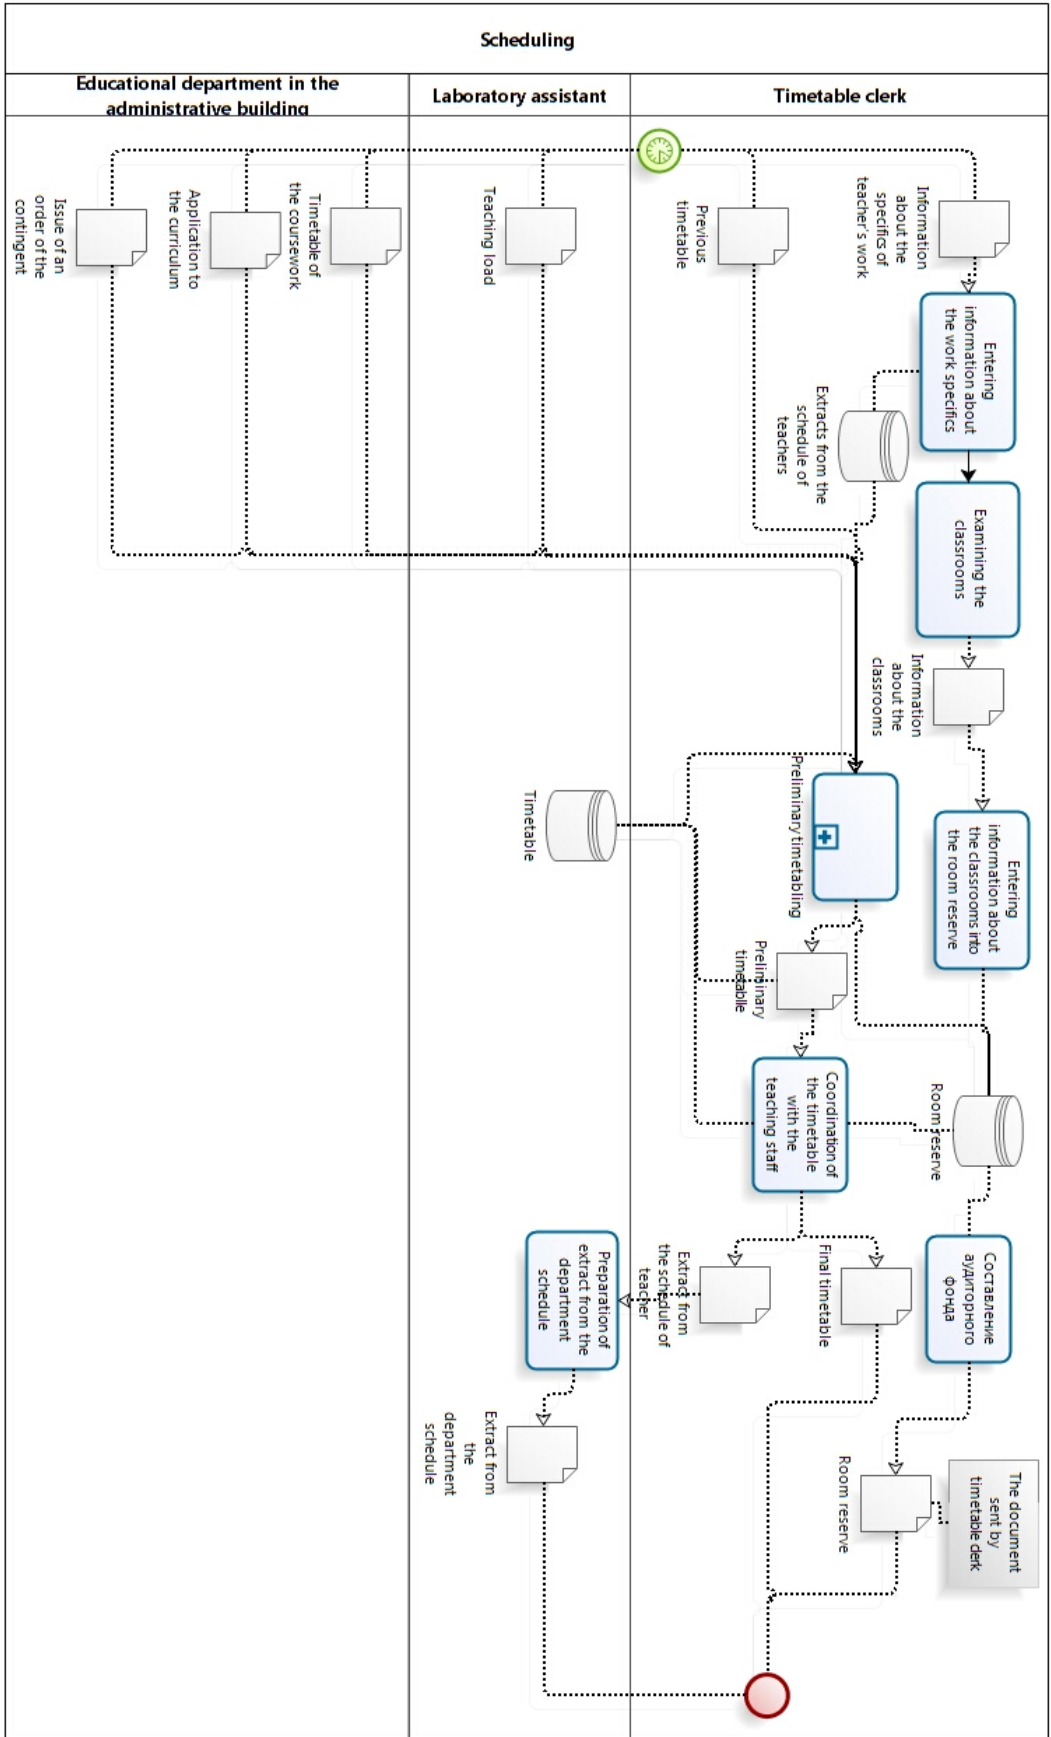 Scheduling
Educational department in the
administrative building
Laboratory assistant
Timetable clerk
Issue of an
order of the
contingent
Application to
the curriculum
Timetable of
the coursework
Teaching load
Previous
timetable
Information
about the
specifics of
teacher's work
Entering
information about
the work specifics
Extracts from the
schedule of
teachers
Examining the
classrooms
Information
about the
classrooms
Entering
information about
the classrooms into
the room reserve
Preliminary timetabling
Timetable
Preliminary
timetable
Coordination of
the timetable
with the
teaching staff
Room reserve
Составление
аудиторного
фонда
Final timetable
Extract from
the schedule of
teacher
Preparation of
extract from the
department
schedule
Extract from
the
department
schedule
Room reserve
The document
sent by
timetable clerk